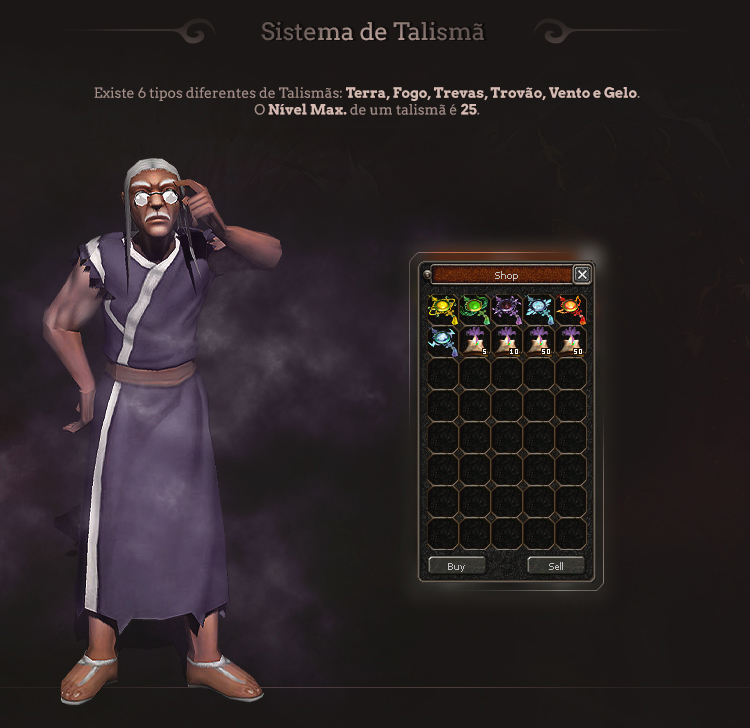 Sistema de Talismã
Existe 6 tipos diferentes de Talismãs: Terra, Fogo, Trevas, Trovão, Vento e Gelo.
O Nível Max. de um talismã é 25.
Shop
5 10 50 50
Buy Sell